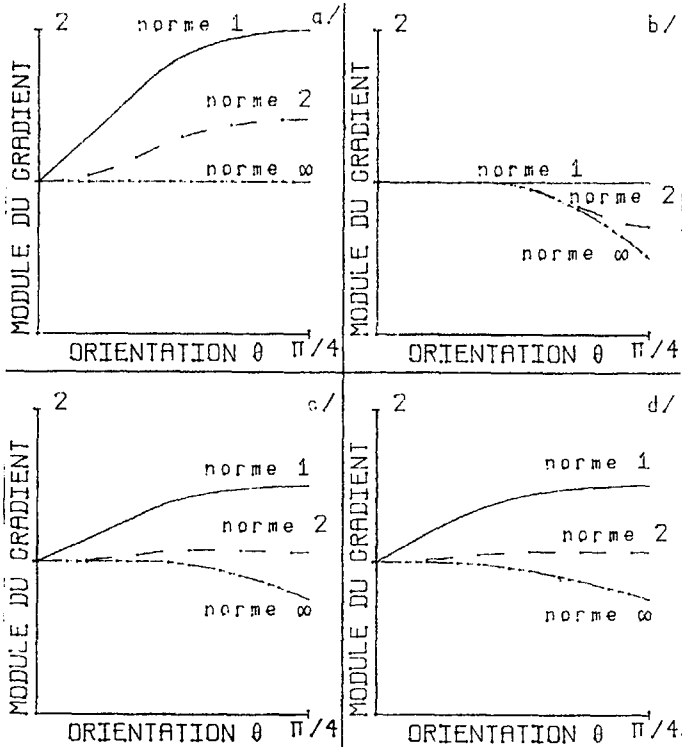 2
norme 1
a/
norme 2
norme ∞
MODULE DU GRADIENT
ORIENTATION θ
Π/4
2
b/
norme 1
norme 2
norme ∞
MODULE DU GRADIENT
ORIENTATION θ
Π/4
2
c/
norme 1
norme 2
norme ∞
MODULE DU GRADIENT
ORIENTATION θ
Π/4
2
d/
norme 1
norme 2
norme ∞
MODULE DU GRADIENT
ORIENTATION θ
Π/4